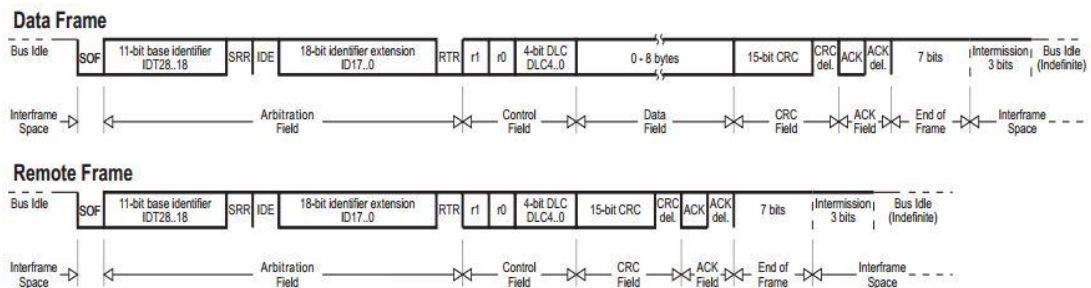 Data Frame
Bus Idle
SOF
11-bit base identifier
IDT28..18
SRR
IDE
18-bit identifier extension
ID17..0
RTR
r1
r0
4-bit DLC
DLC4..0
0 - 8 bytes
15-bit CRC
CRC
del.
ACK
ACK
del.
7 bits
Intermission
3 bits
Bus Idle
(Indefinite)
Interframe
Space
Arbitration
Field
Control
Field
Data
Field
CRC
Field
ACK
Field
End of
Frame
Interframe
Space
Remote Frame
Bus Idle
SOF
11-bit base identifier
IDT28..18
SRR
IDE
18-bit identifier extension
ID17..0
RTR
r1
r0
4-bit DLC
DLC4..0
15-bit CRC
CRC
del.
ACK
ACK
del.
7 bits
Intermission
3 bits
Bus Idle
(Indefinite)
Interframe
Space
Arbitration
Field
Control
Field
CRC
Field
ACK
Field
End of
Frame
Interframe
Space